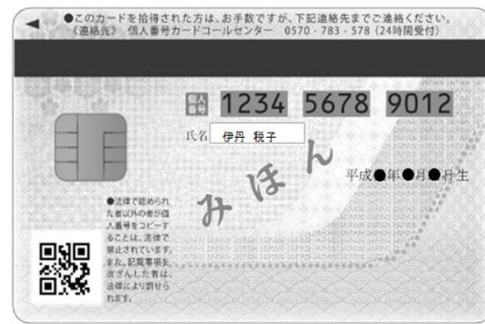 ●このカードを拾得された方は、お手数ですが、下記連絡先までご連絡ください。
《連絡先》 個人番号カードコールセンター 0570-783-578 (24時間受付)
個人番号 1234 5678 9012
氏名 伊丹 税子
平成●年●月●日生
みほん
●法律で認められ
た者以外の者が個
人番号をコピーす
ることは、法律で
禁止されています。
また、記載事項を
改ざんした者は、
法律により罰せら
れます。